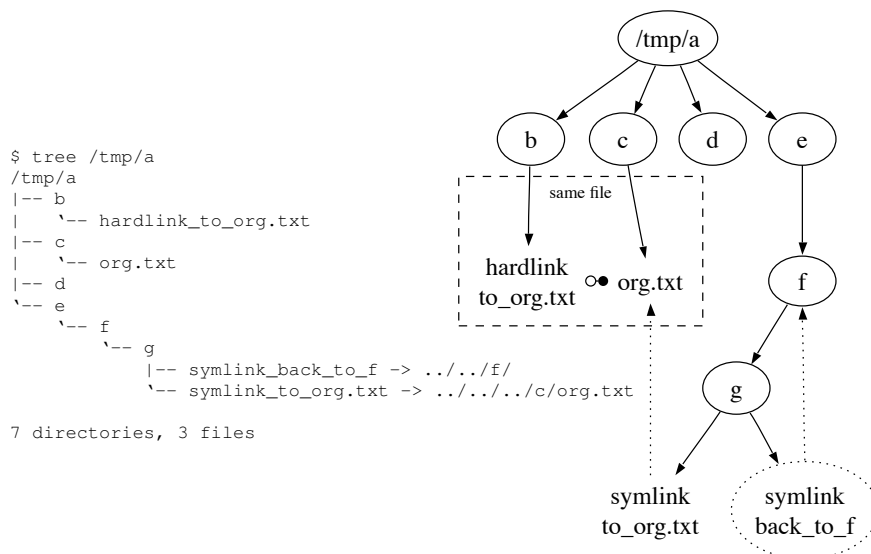 $ tree /tmp/a
/tmp/a
|-- b
|   `-- hardlink_to_org.txt
|-- c
|   `-- org.txt
|-- d
`-- e
    `-- f
        `-- g
            |-- symlink_back_to_f -> ../../f/
            `-- symlink_to_org.txt -> ../../../c/org.txt
7 directories, 3 files
/tmp/a
b c d e
same file
hardlink
to_org.txt
org.txt
f
g
symlink
to_org.txt
symlink
back_to_f